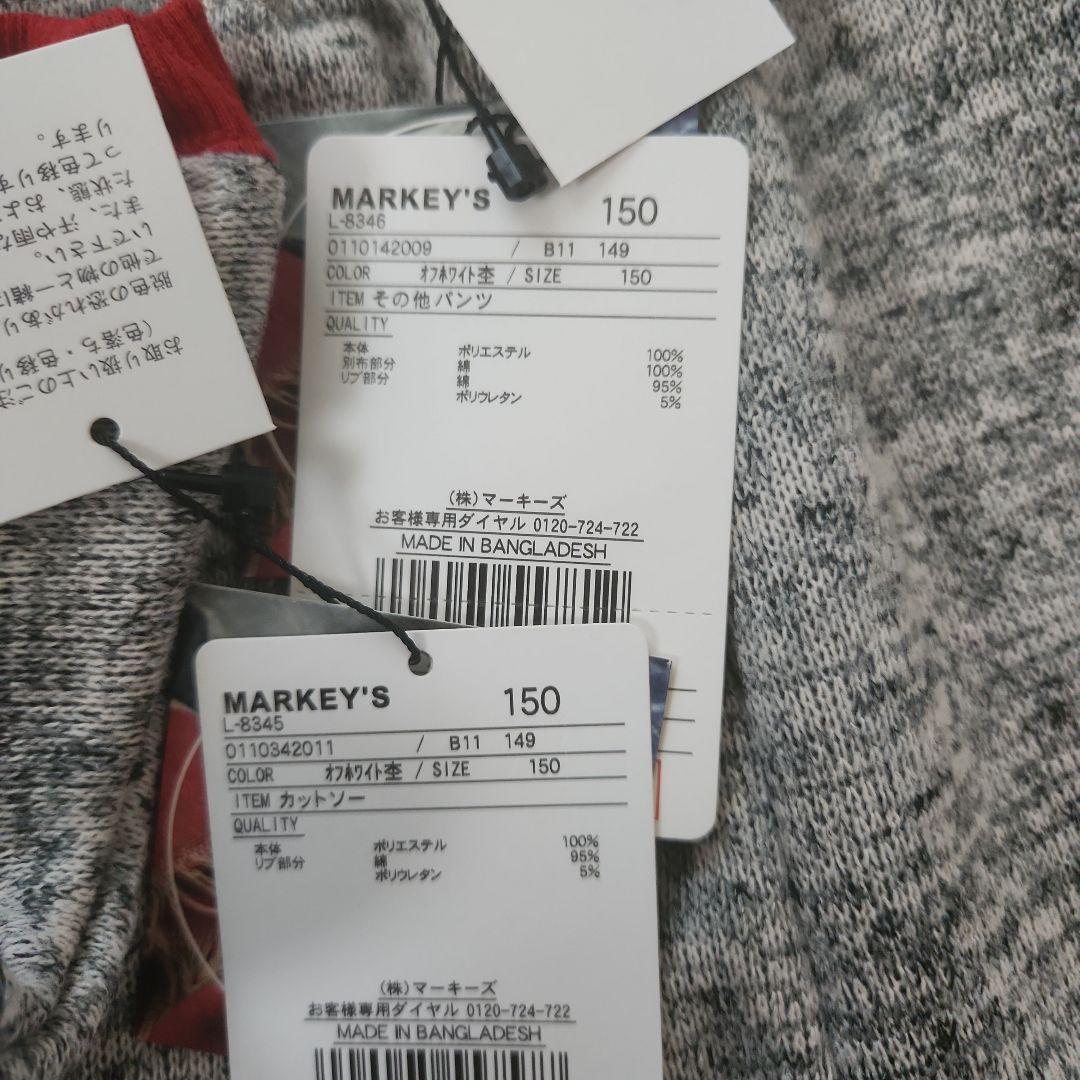 お取り扱い上のご注
(色落ち・色移り
脱色の恐れがあり
で他の物と一緒に
いで下さい。
また、汗や雨な
た状態、およ
って色移りす
ります。
MARKEY'S 150
L-8346
0110142009 / B11 149
COLOR オフホワイト杢 / SIZE 150
ITEM その他パンツ
QUALITY
本体 ポリエステル 100%
別布部分 綿 100%
リブ部分 綿 95%
ポリウレタン 5%
(株)マーキーズ
お客様専用ダイヤル 0120-724-722
MADE IN BANGLADESH
MARKEY'S 150
L-8345
0110342011 / B11 149
COLOR オフホワイト杢 / SIZE 150
ITEM カットソー
QUALITY
本体 ポリエステル 100%
リブ部分 綿 95%
ポリウレタン 5%
(株)マーキーズ
お客様専用ダイヤル 0120-724-722
MADE IN BANGLADESH